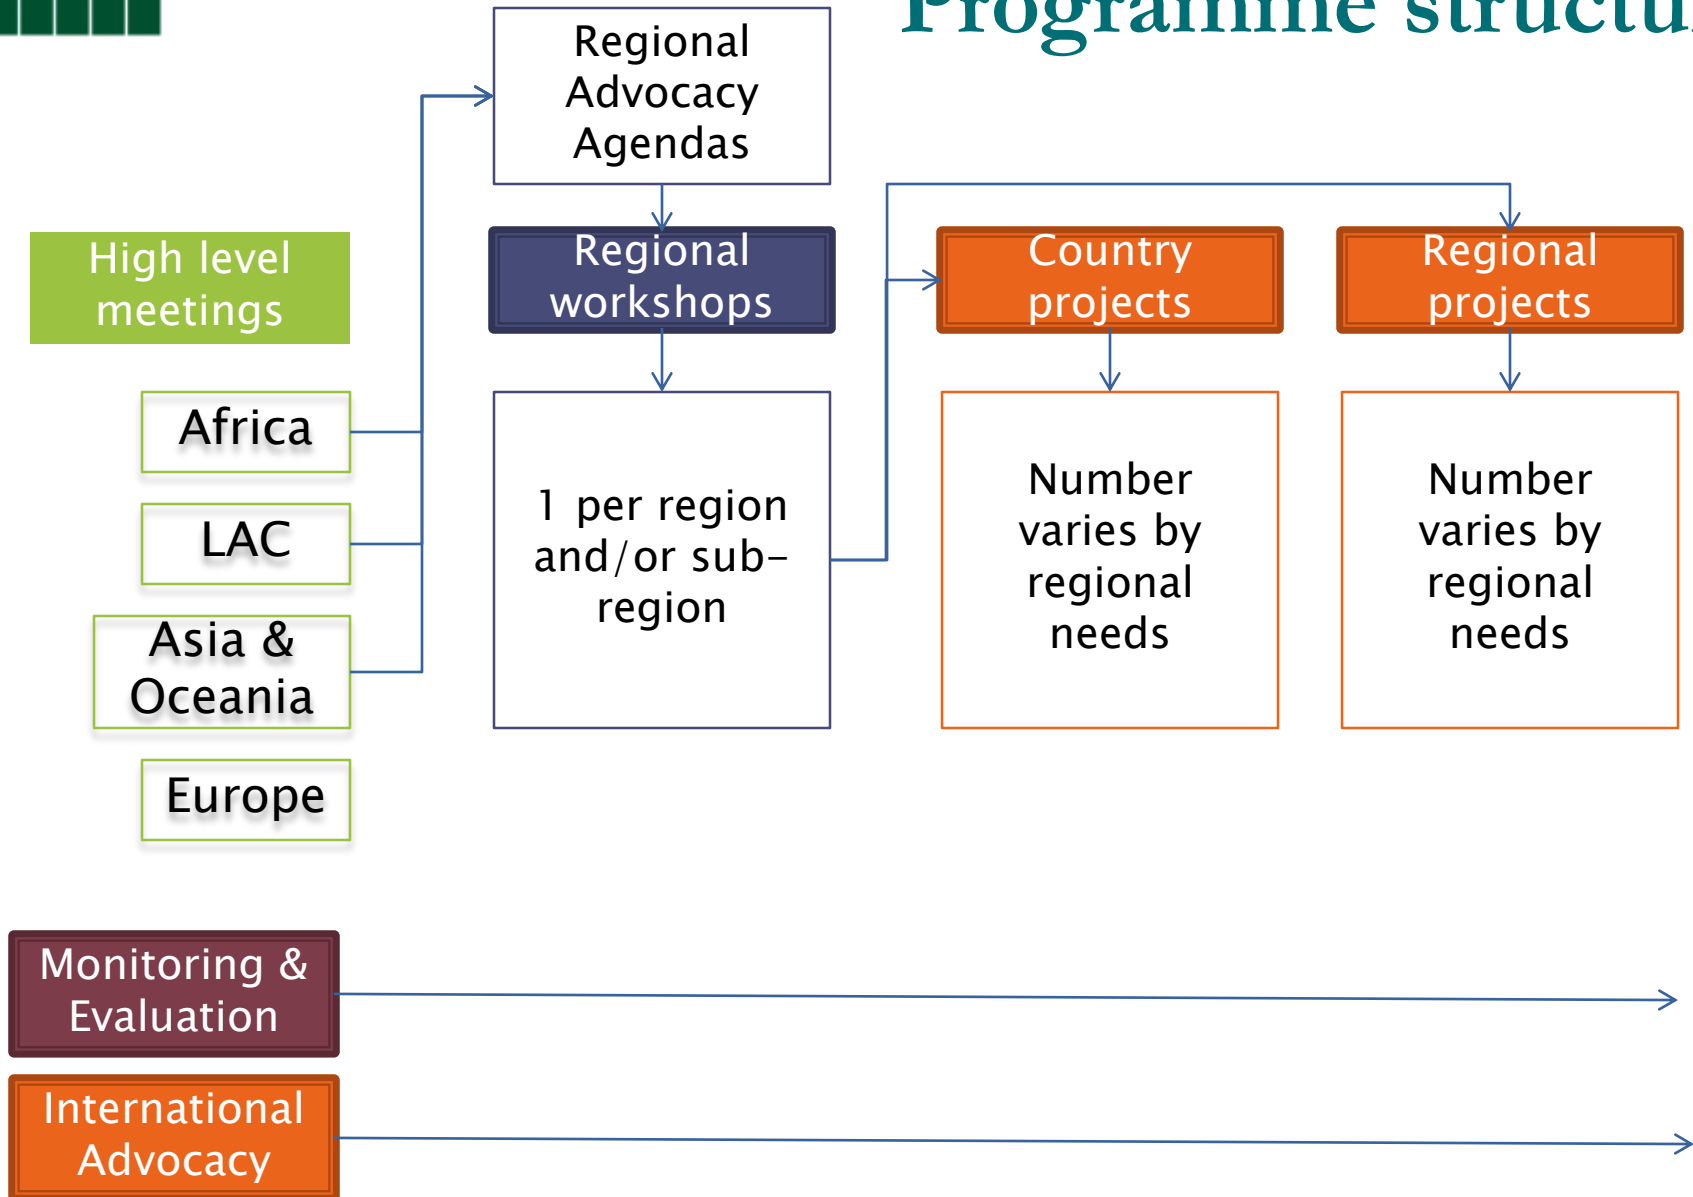 Programme
Regional
Advocacy
Agendas
High level
meetings
Regional
workshops
Country
projects
Regional
projects
Africa
LAC
Asia &
Oceania
Europe
1 per region
and/or sub-
region
Number
varies by
regional
needs
Number
varies by
regional
needs
Monitoring &
Evaluation
International
Advocacy